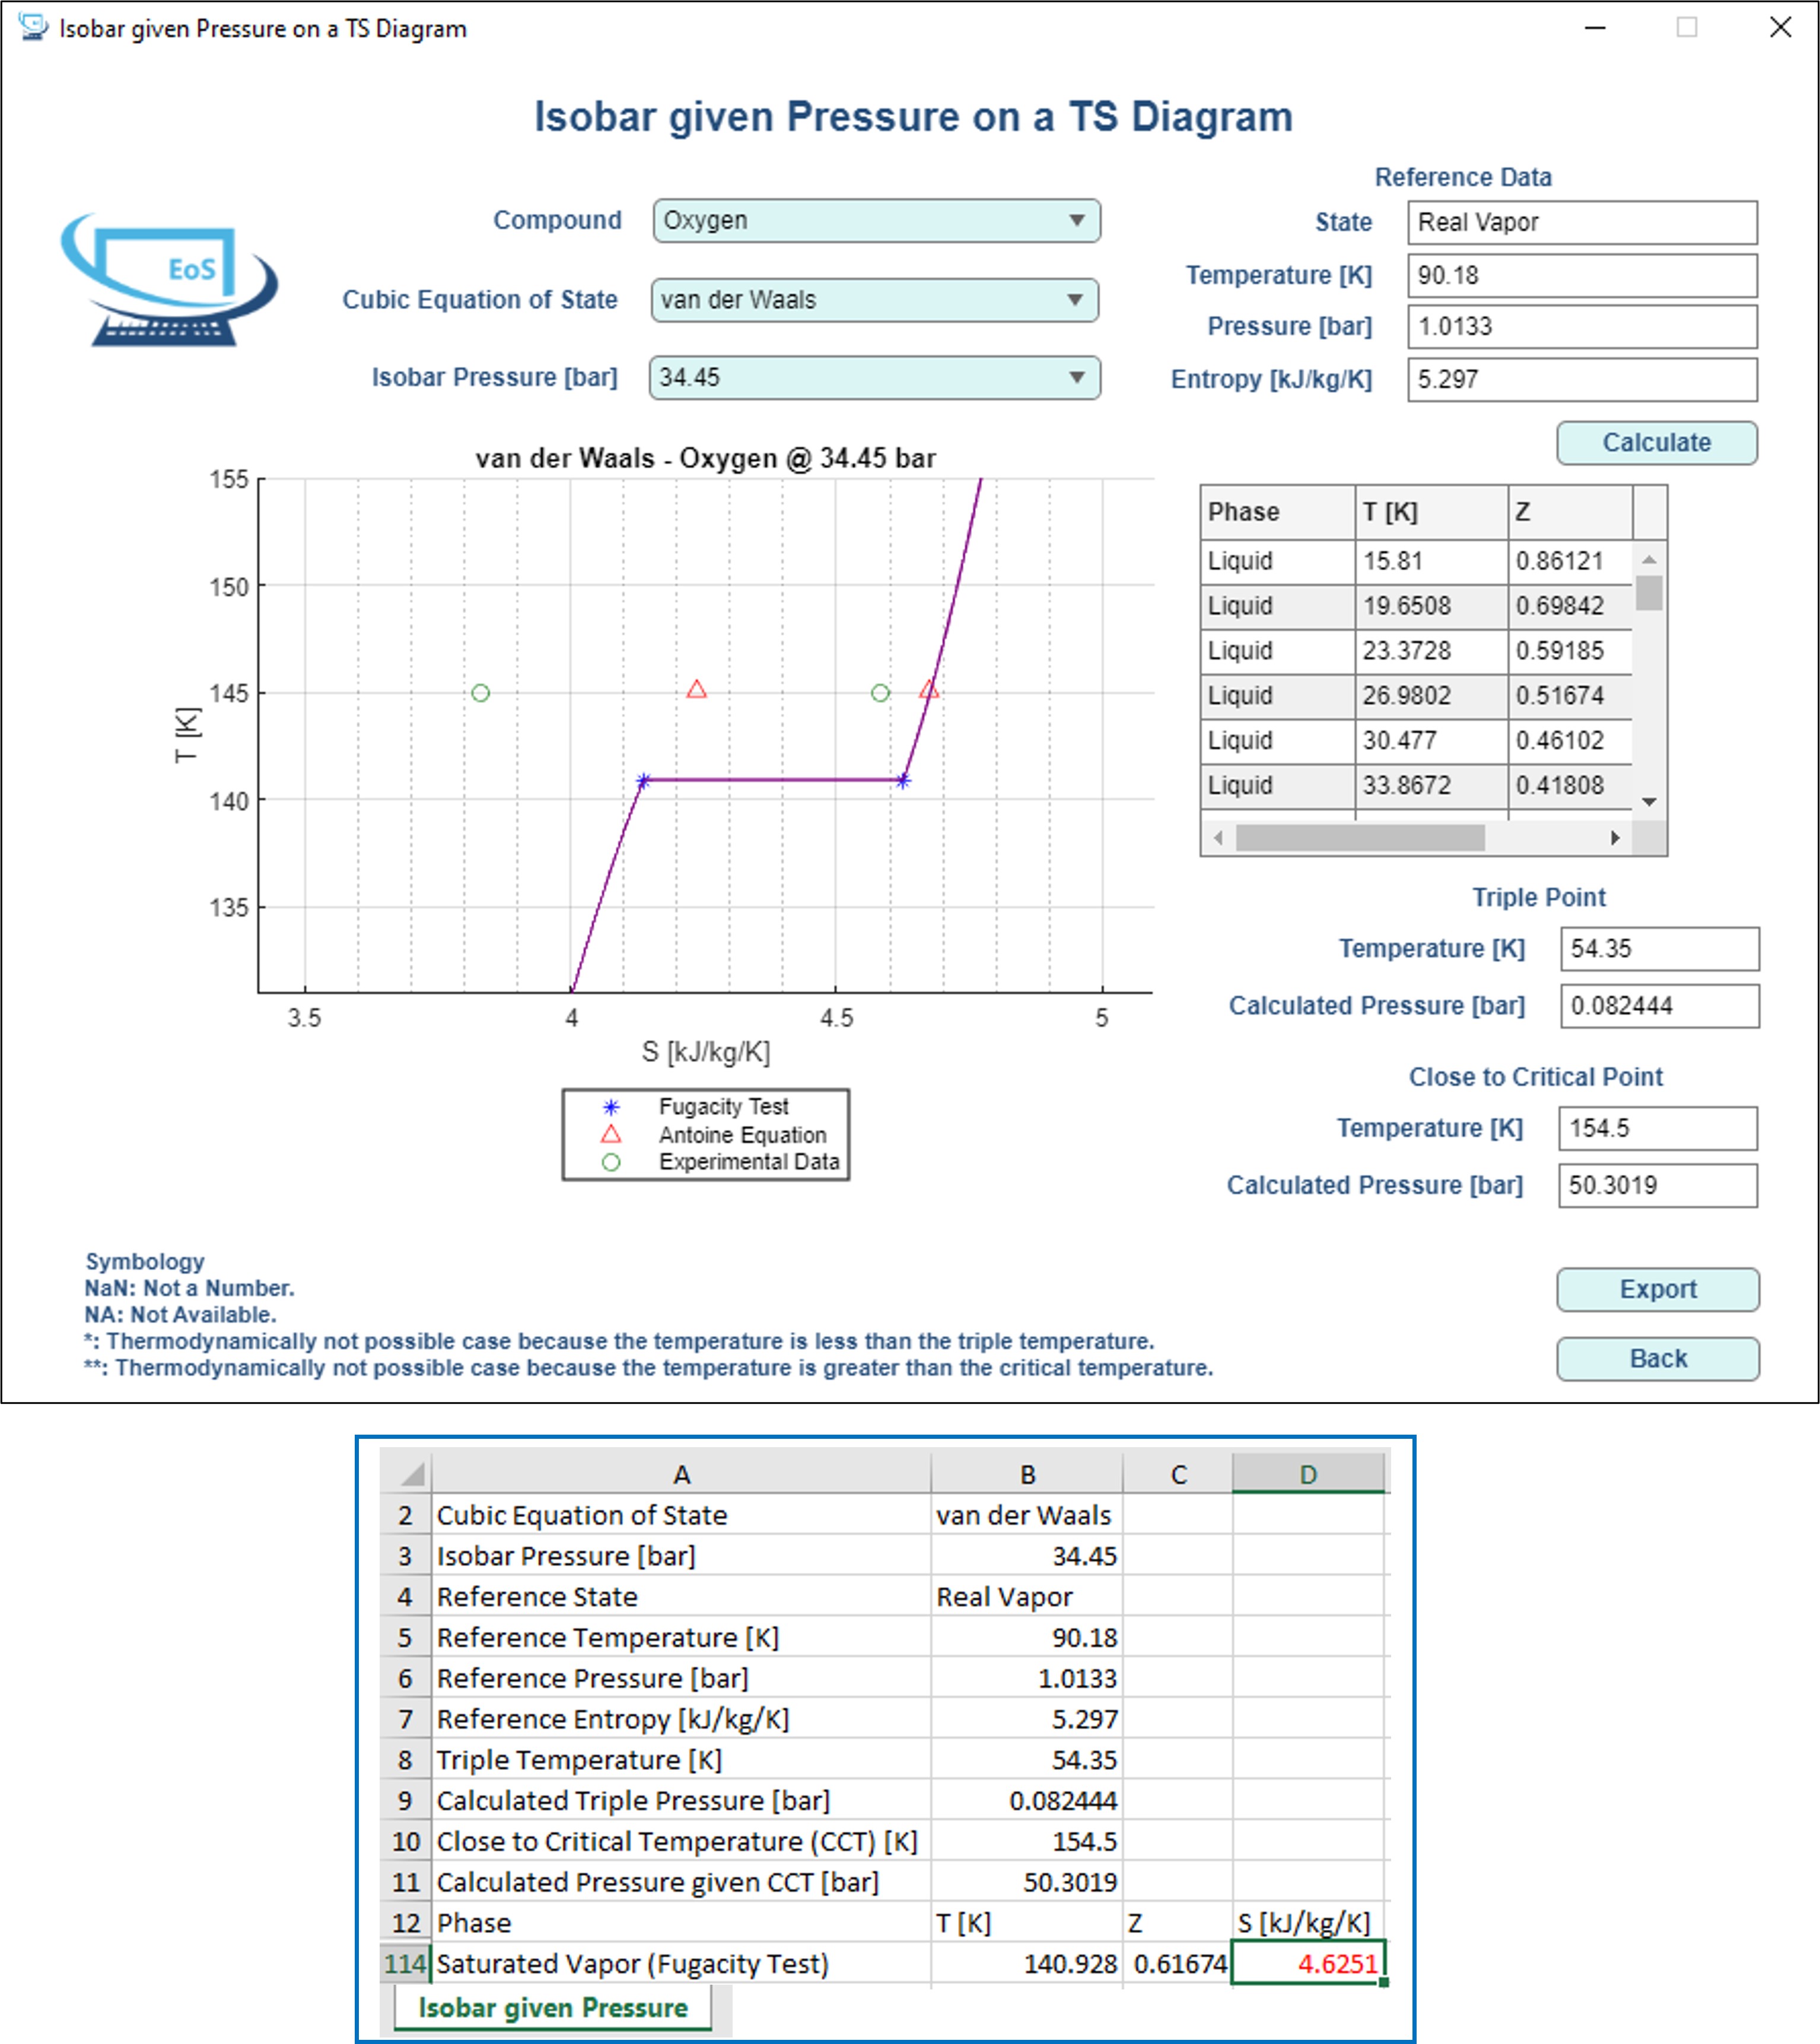 Isobar given Pressure on a TS Diagram
Isobar given Pressure on a TS Diagram
EoS
Compound Oxygen
Cubic Equation of State van der Waals
Isobar Pressure [bar] 34.45
Reference Data
State Real Vapor
Temperature [K] 90.18
Pressure [bar] 1.0133
Entropy [kJ/kg/K] 5.297
Calculate
van der Waals - Oxygen @ 34.45 bar
155
150
145
140
135
T [K]
3.5 4 4.5 5
S [kJ/kg/K]
Fugacity Test
Antoine Equation
Experimental Data
Phase T [K] Z
Liquid 15.81 0.86121
Liquid 19.6508 0.69842
Liquid 23.3728 0.59185
Liquid 26.9802 0.51674
Liquid 30.477 0.46102
Liquid 33.8672 0.41808
Triple Point
Temperature [K] 54.35
Calculated Pressure [bar] 0.082444
Close to Critical Point
Temperature [K] 154.5
Calculated Pressure [bar] 50.3019
Symbology
NaN: Not a Number.
NA: Not Available.
*: Thermodynamically not possible case because the temperature is less than the triple temperature.
**: Thermodynamically not possible case because the temperature is greater than the critical temperature.
Export
Back
A B C D
2 Cubic Equation of State van der Waals
3 Isobar Pressure [bar] 34.45
4 Reference State Real Vapor
5 Reference Temperature [K] 90.18
6 Reference Pressure [bar] 1.0133
7 Reference Entropy [kJ/kg/K] 5.297
8 Triple Temperature [K] 54.35
9 Calculated Triple Pressure [bar] 0.082444
10 Close to Critical Temperature (CCT) [K] 154.5
11 Calculated Pressure given CCT [bar] 50.3019
12 Phase T [K] Z S [kJ/kg/K]
114 Saturated Vapor (Fugacity Test) 140.928 0.61674 4.6251
Isobar given Pressure